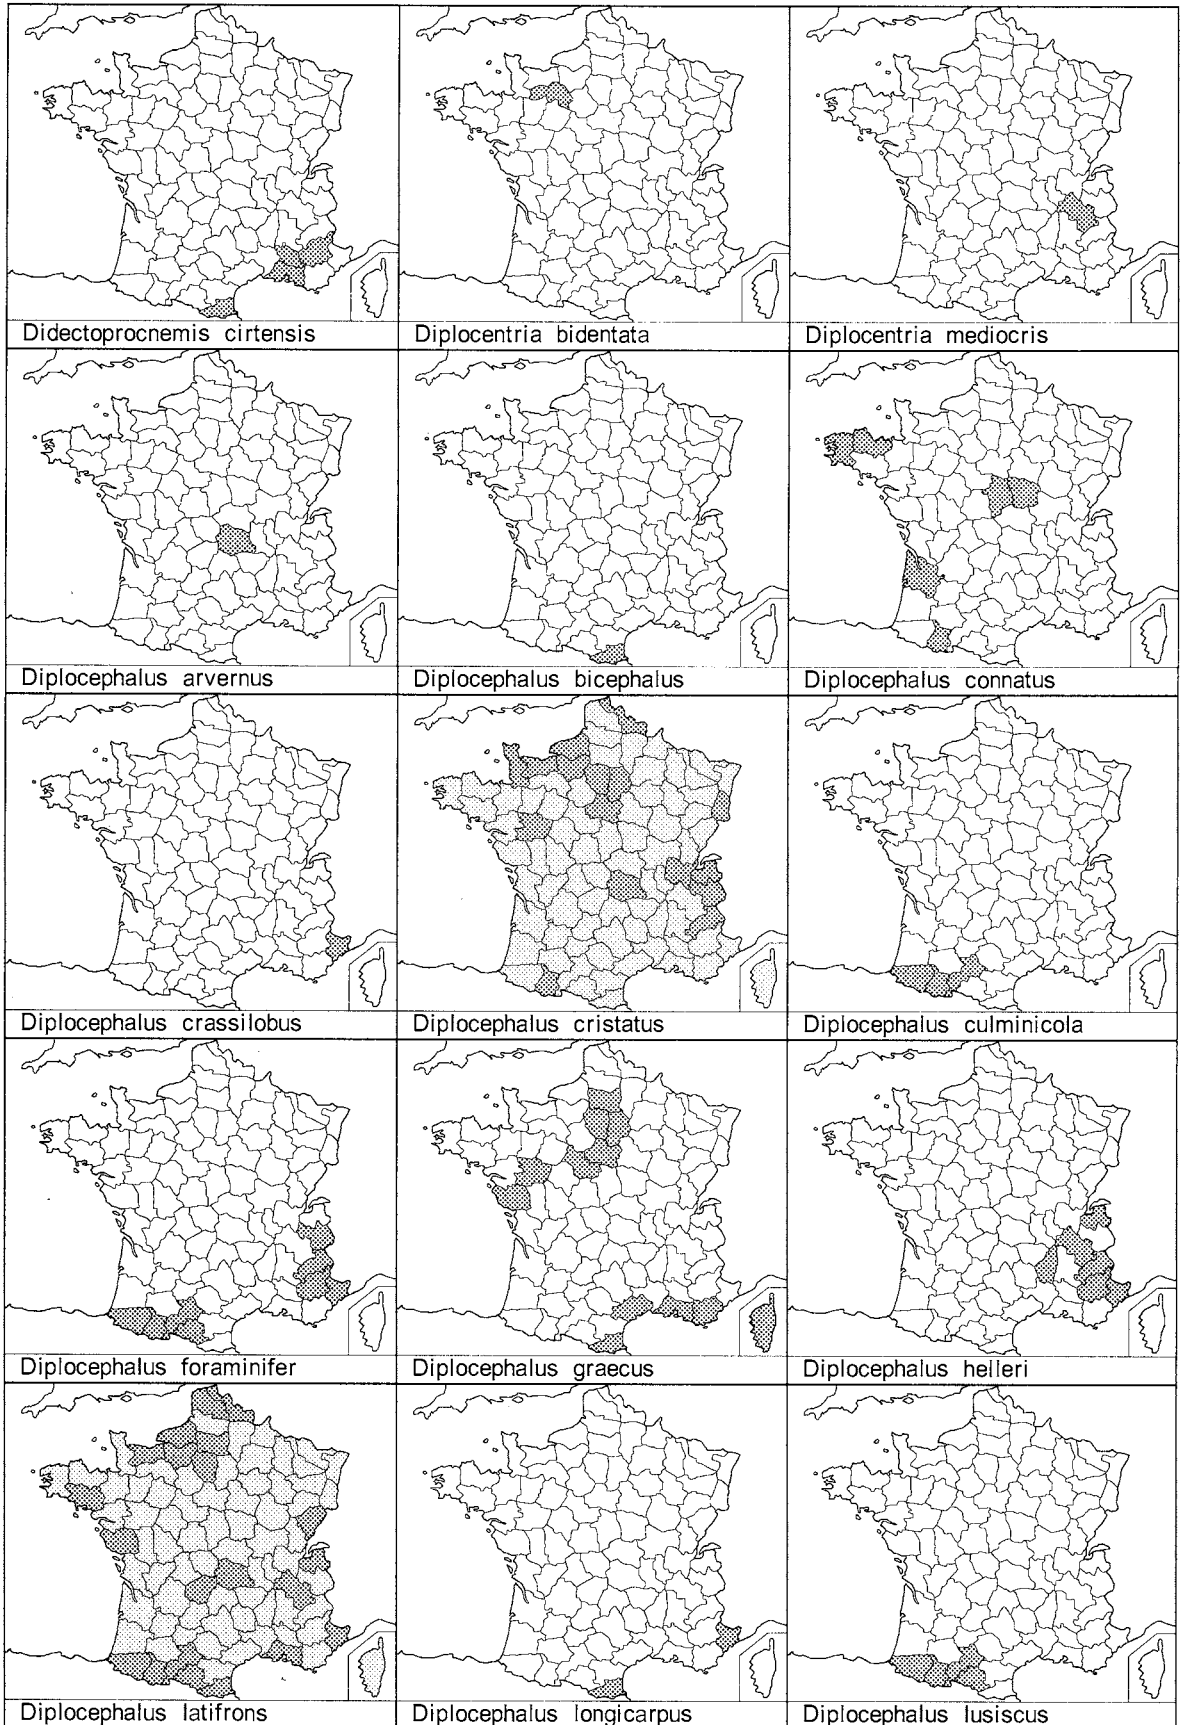 Didectoprocnemis cirtensis
Diplocentria bidentata
Diplocentria mediocris
Diplocephalus arvernus
Diplocephalus bicephalus
Diplocephalus connatus
Diplocephalus crassilobus
Diplocephalus cristatus
Diplocephalus culminicola
Diplocephalus foraminifer
Diplocephalus graecus
Diplocephalus helleri
Diplocephalus latifrons
Diplocephalus longicarpus
Diplocephalus lusiscus